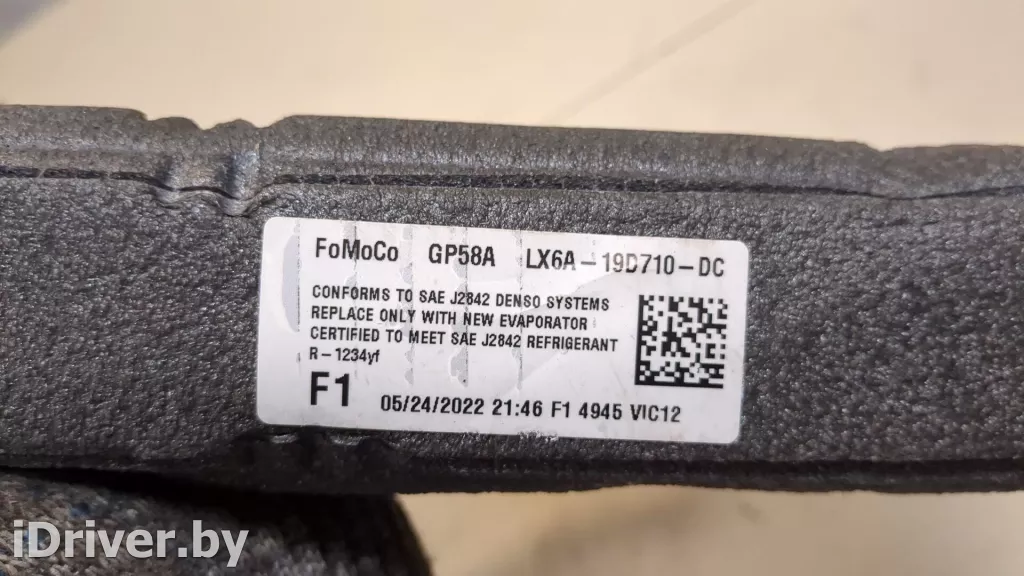 FoMoCo GP58A LX6A-19D710-DC
CONFORMS TO SAE J2842 DENSO SYSTEMS
REPLACE ONLY WITH NEW EVAPORATOR
CERTIFIED TO MEET SAE J2842 REFRIGERANT
R-1234yf
F1 05/24/2022 21:46 F1 4945 VIC12
iDriver.by